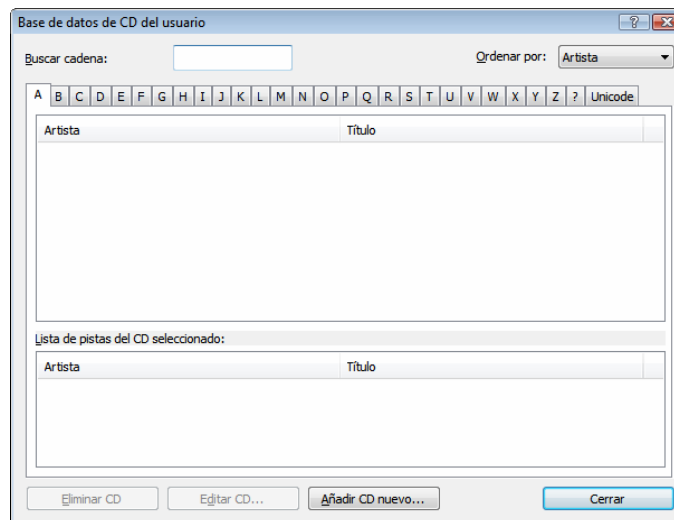 Base de datos de CD del usuario
Buscar cadena: Ordenar por: Artista
A B C D E F G H I J K L M N O P Q R S T U V W X Y Z ? Unicode
Artista Título
Lista de pistas del CD seleccionado:
Artista Título
Eliminar CD Editar CD... Añadir CD nuevo... Cerrar